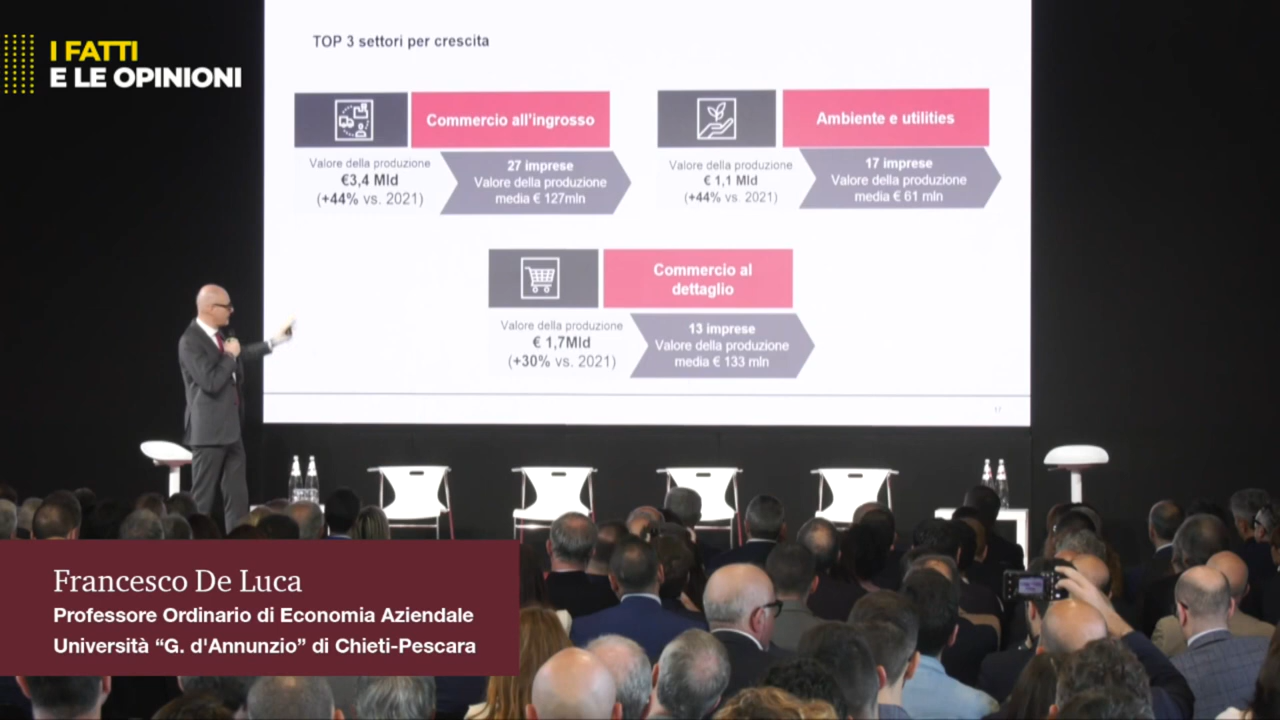 I FATTI
E LE OPINIONI
TOP 3 settori per crescita
Commercio all'ingrosso
Valore della produzione
€3,4 Mld
(+44% vs. 2021)
27 imprese
Valore della produzione
media € 127mln
Ambiente e utilities
Valore della produzione
€ 1,1 Mld
(+44% vs. 2021)
17 imprese
Valore della produzione
media € 61 mln
Commercio al
dettaglio
Valore della produzione
€ 1,7Mld
(+30% vs. 2021)
13 imprese
Valore della produzione
media € 133 mln
17
Francesco De Luca
Professore Ordinario di Economia Aziendale
Università “G. d'Annunzio” di Chieti-Pescara